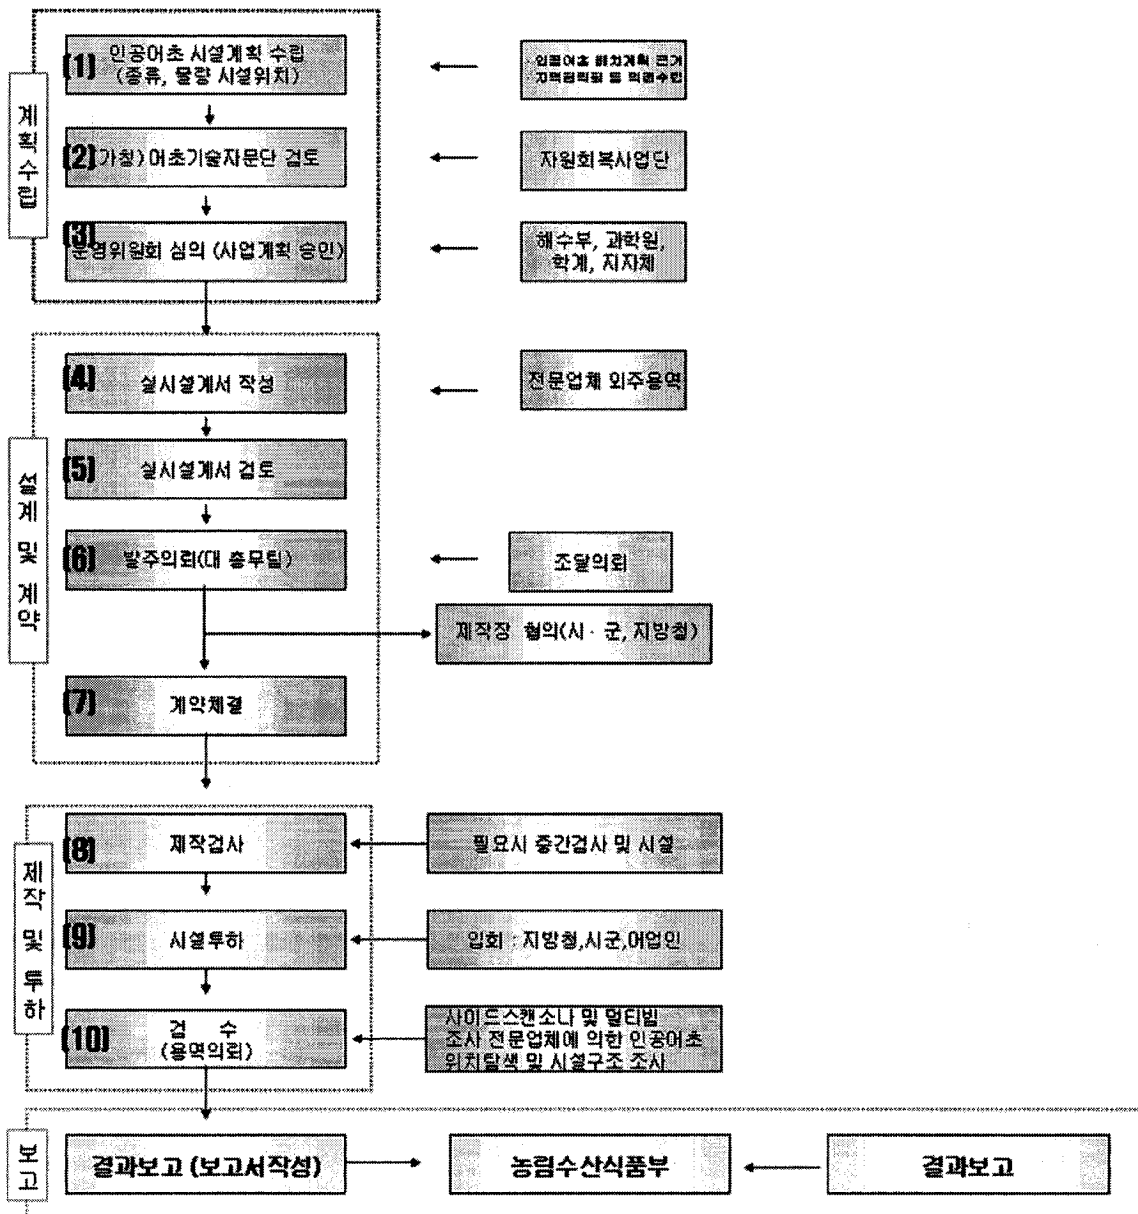 계획수립
(1) 인공어초 시설계획 수립
(종류, 물량 시설위치)
인공어초 배치계획 근거
(2) (가칭) 어초기술자문단 검토
자원회복사업단
(3) 운영위원회 심의 (사업계획 승인)
해수부, 과학원,
학계, 지자체
설계 및 계약
(4) 실시설계서 작성
전문업체 외주용역
(5) 실시설계서 검토
(6) 발주의뢰(대 총무팀)
조달의뢰
제작장 협의(시·군, 지방청)
(7) 계약체결
제작 및 투하
(8) 제작검사
필요시 중간검사 및 시설
(9) 시설투하
입회 : 지방청,시군,어업인
(10) 검 수
(용역의뢰)
사이드스캔소나 및 멀티빔
조사 전문업체에 의한 인공어초
위치탐색 및 시설구조 조사
보고
결과보고 (보고서작성)
농림수산식품부
결과보고